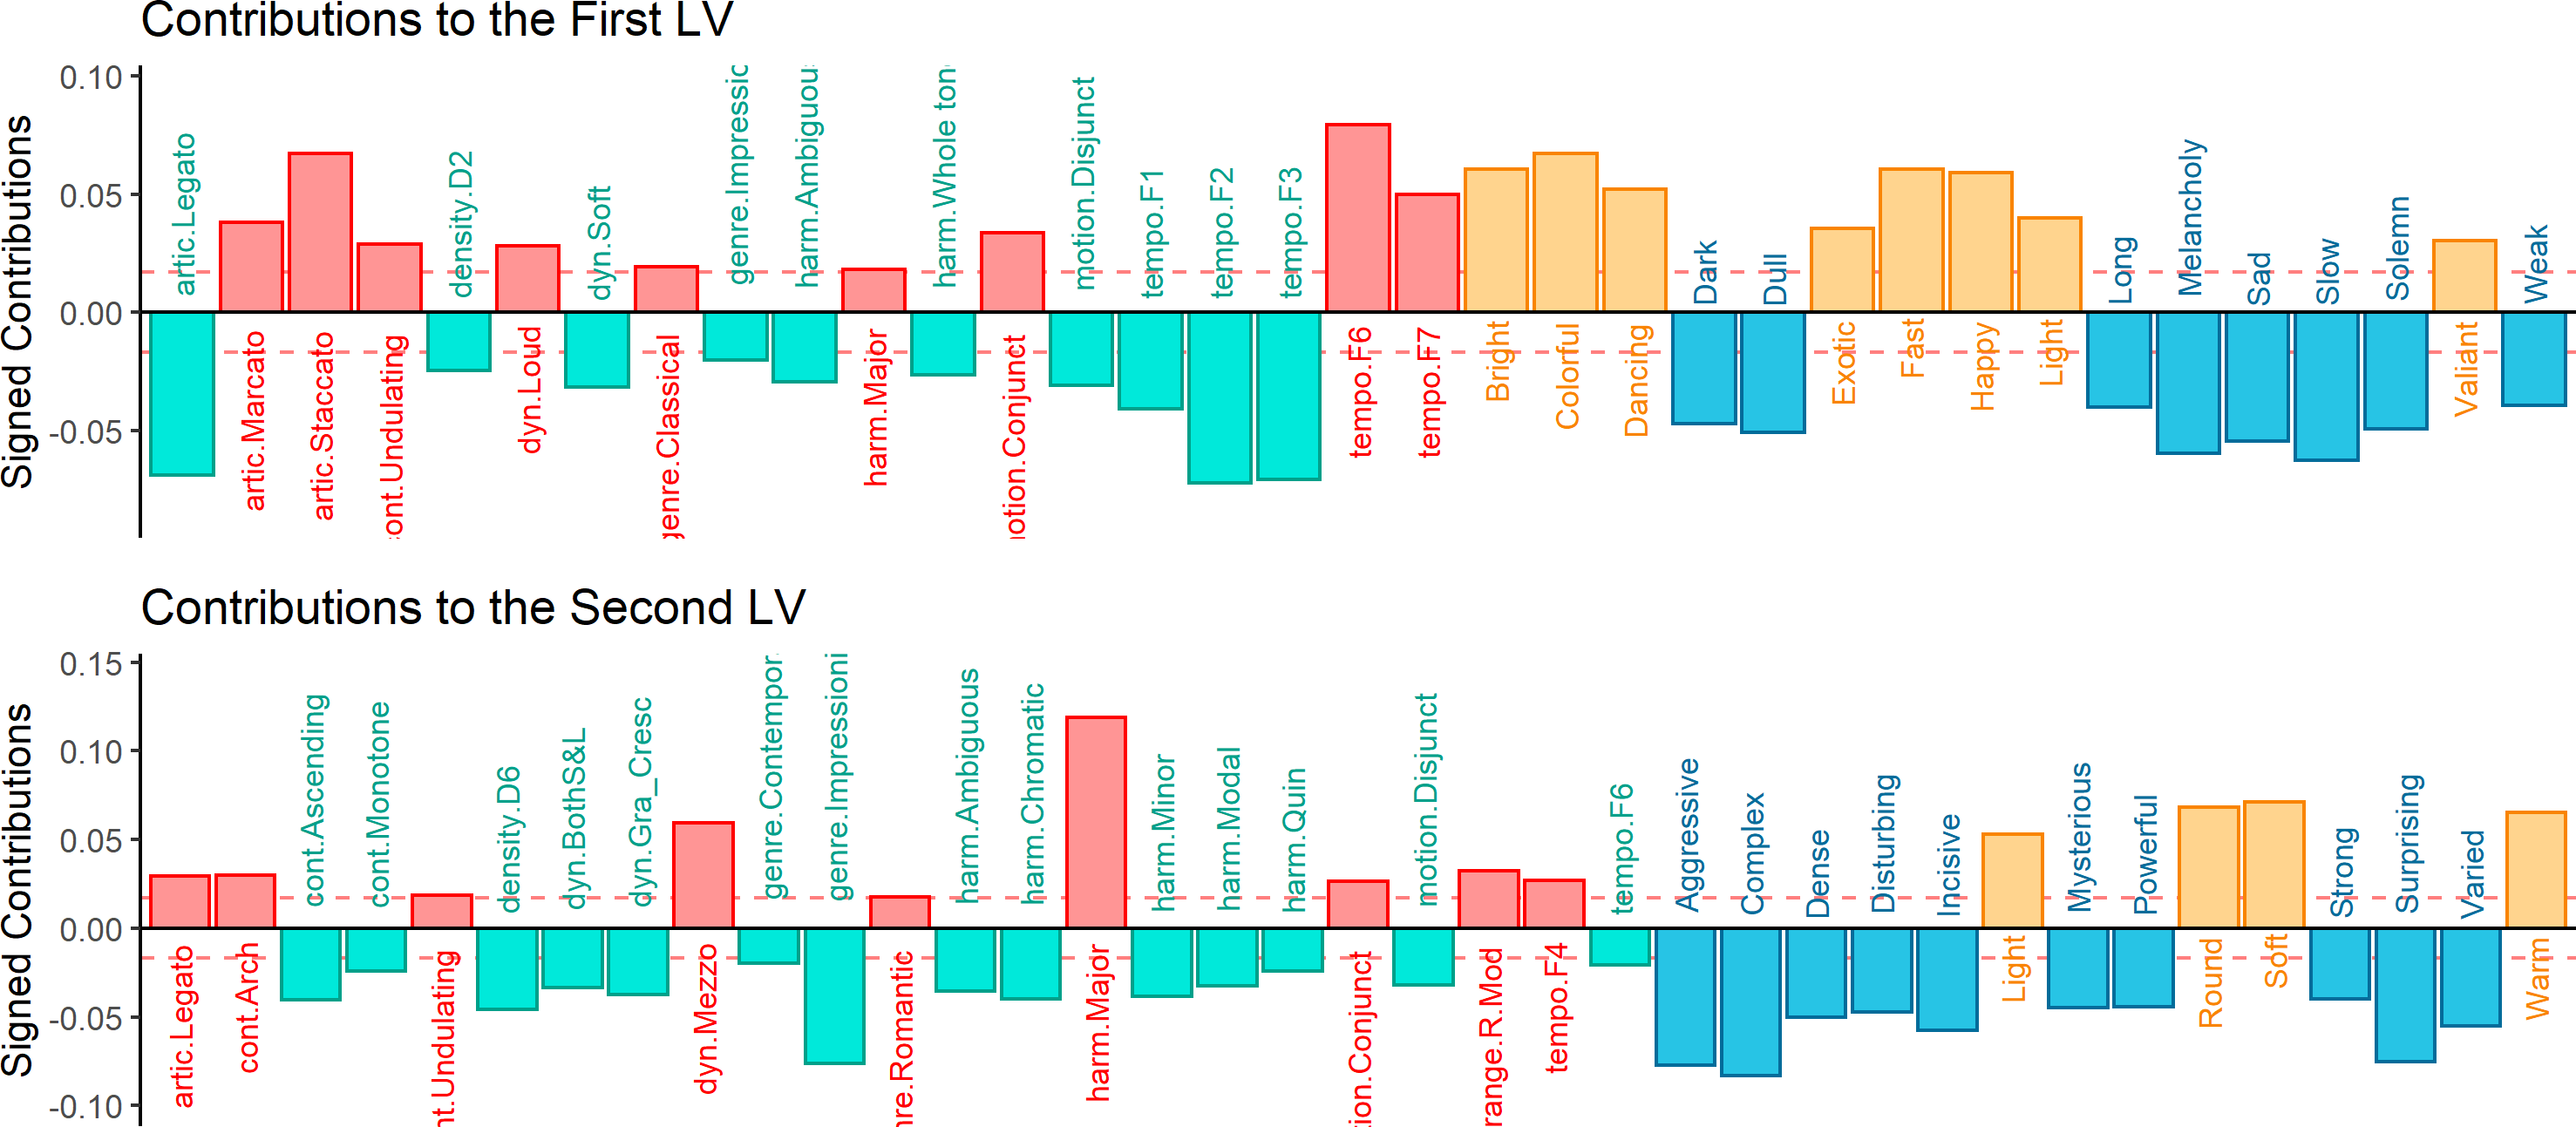 Contributions to the First LV
Signed Contributions
0.10
0.05
0.00
-0.05
artic.Legato
artic.Marcato
artic.Staccato
cont.Undulating
density.D2
dyn.Loud
dyn.Soft
genre.Classical
genre.Impressic
harm.Ambiguou
harm.Major
harm.Whole ton
otion.Conjunct
motion.Disjunct
tempo.F1
tempo.F2
tempo.F3
tempo.F6
tempo.F7
Bright
Colorful
Dancing
Dark
Dull
Exotic
Fast
Happy
Light
Long
Melancholy
Sad
Slow
Solemn
Valiant
Weak
Contributions to the Second LV
Signed Contributions
0.15
0.10
0.05
0.00
-0.05
-0.10
artic.Legato
cont.Arch
cont.Ascending
cont.Monotone
nt.Undulating
density.D6
dyn.BothS&L
dyn.Gra_Cresc
dyn.Mezzo
genre.Contempor
genre.Impressioni
nre.Romantic
harm.Ambiguous
harm.Chromatic
harm.Major
harm.Minor
harm.Modal
harm.Quin
tion.Conjunct
motion.Disjunct
range.R.Mod
tempo.F4
tempo.F6
Aggressive
Complex
Dense
Disturbing
Incisive
Light
Mysterious
Powerful
Round
Soft
Strong
Surprising
Varied
Warm